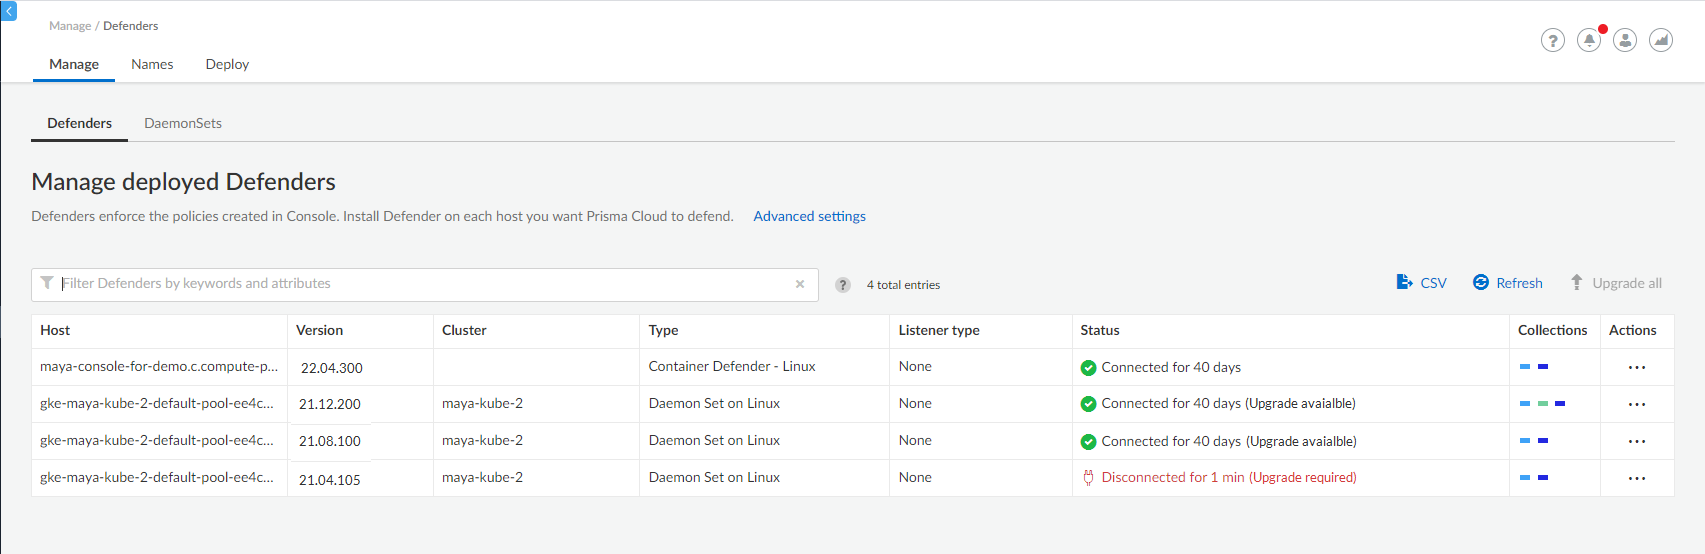 Manage / Defenders
Manage Names Deploy
Defenders DaemonSets
Manage deployed Defenders
Defenders enforce the policies created in Console. Install Defender on each host you want Prisma Cloud to defend. Advanced settings
Filter Defenders by keywords and attributes × ? 4 total entries CSV Refresh Upgrade all
Host Version Cluster Type Listener type Status Collections Actions
maya-console-for-demo.c.compute-p... 22.04.300 Container Defender - Linux None Connected for 40 days ...
gke-maya-kube-2-default-pool-ee4c... 21.12.200 maya-kube-2 Daemon Set on Linux None Connected for 40 days (Upgrade avaialble) ...
gke-maya-kube-2-default-pool-ee4c... 21.08.100 maya-kube-2 Daemon Set on Linux None Connected for 40 days (Upgrade avaialble) ...
gke-maya-kube-2-default-pool-ee4c... 21.04.105 maya-kube-2 Daemon Set on Linux None Disconnected for 1 min (Upgrade required) ...